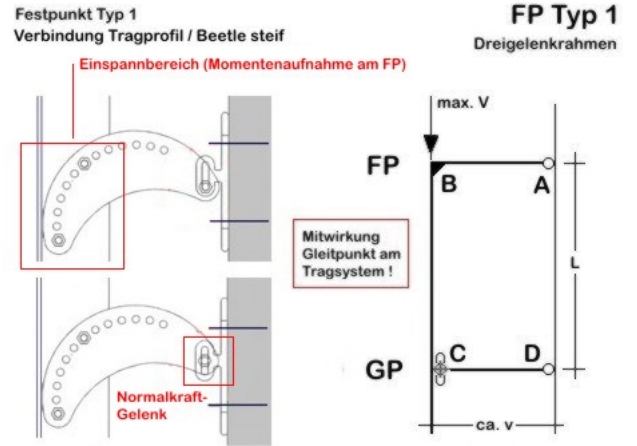 Festpunkt Typ 1
Verbindung Tragprofil / Beetle steif
Einspannbereich (Momentenaufnahme am FP)
Normalkraft-
Gelenk
FP Typ 1
Dreigelenkrahmen
max. V
FP
B
A
Mitwirkung
Gleitpunkt am
Tragsystem !
L
GP
C
D
ca. v